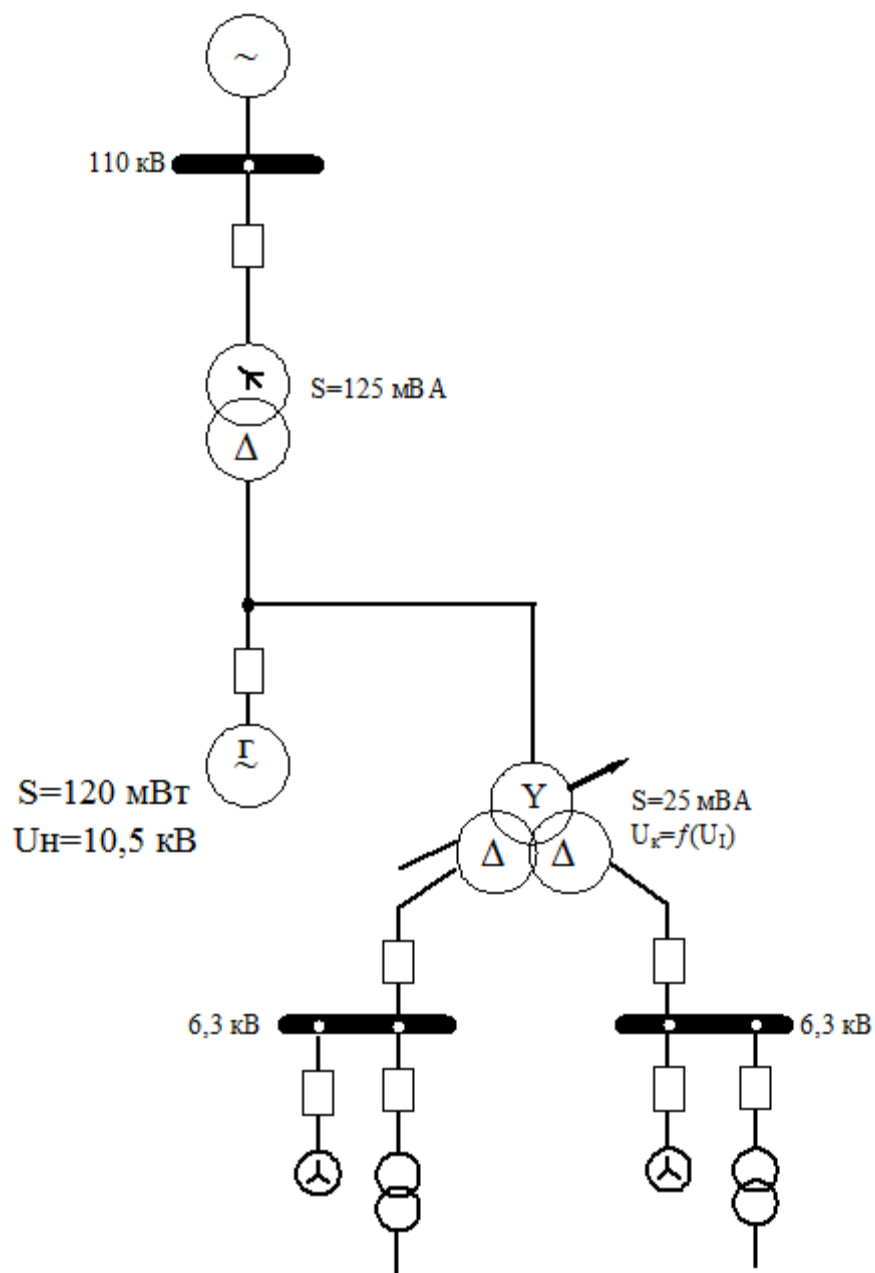 ~
110 кВ
S=125 мВА
Δ
Г
~
S=120 мВт
Uн=10,5 кВ
Y
S=25 мВА
Uк=f(UI)
Δ Δ
6,3 кВ
6,3 кВ